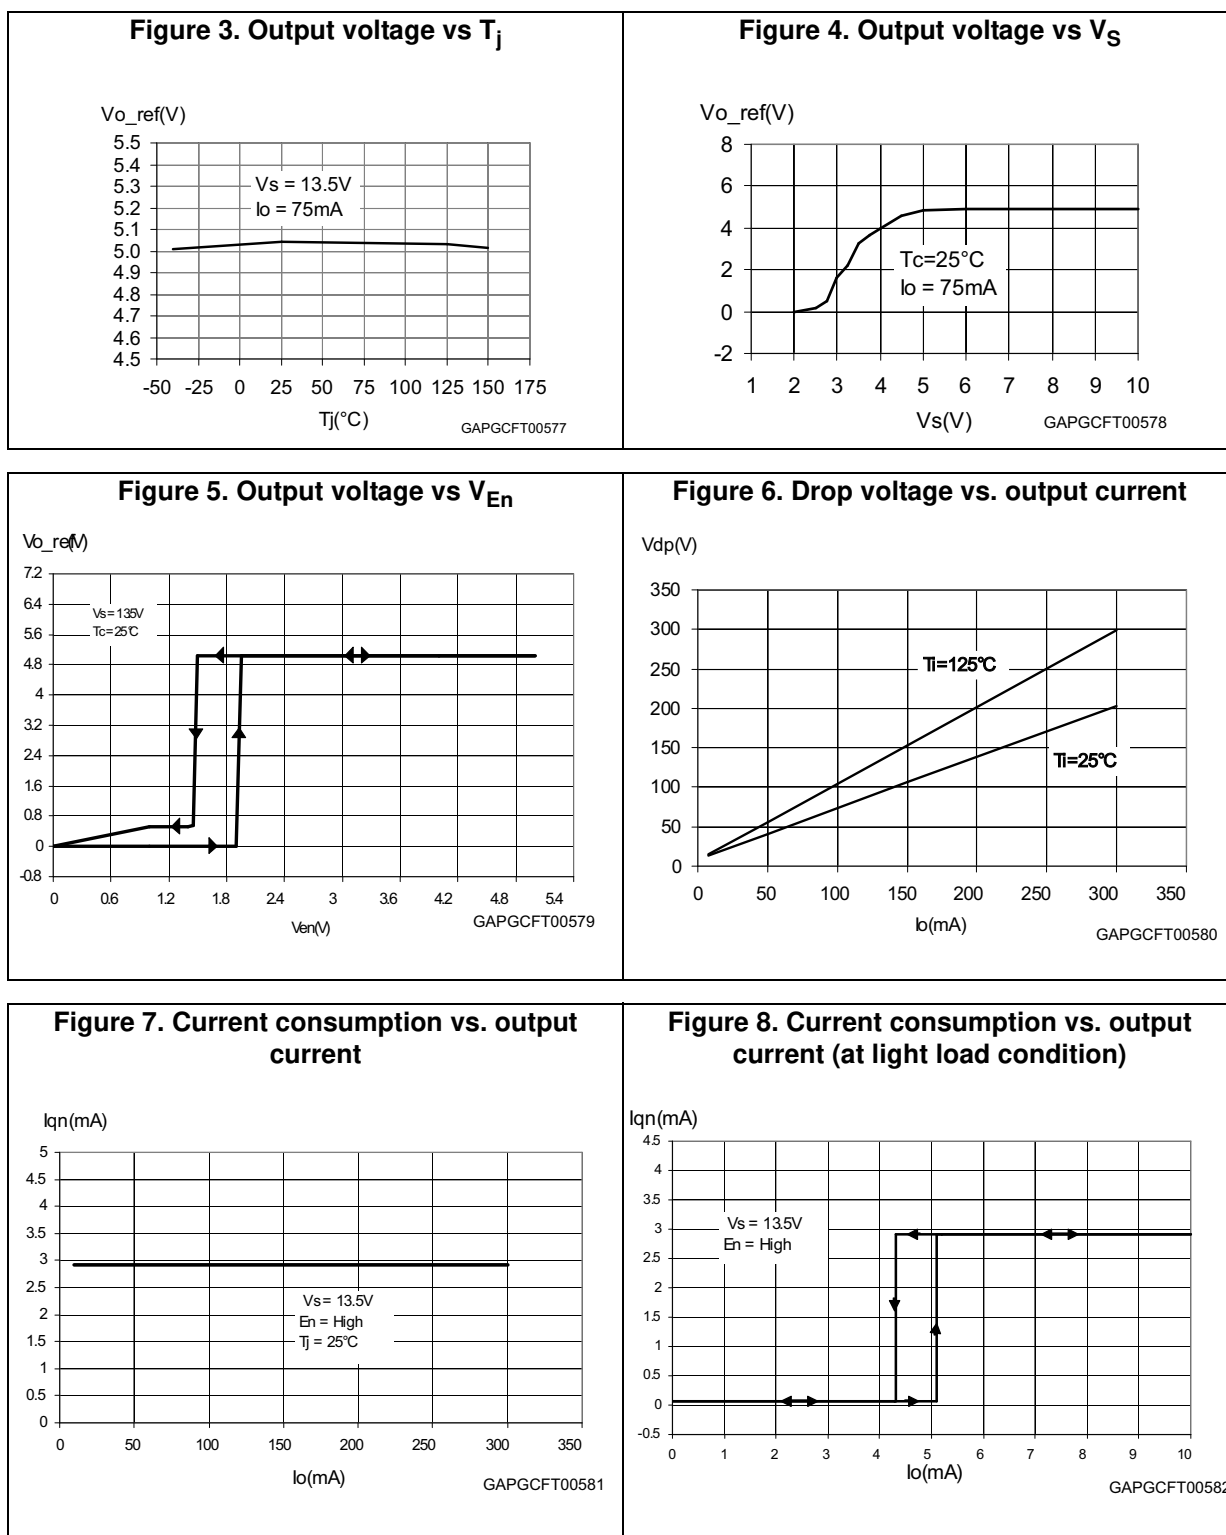 Figure 3. Output voltage vs Tj
Vo_ref(V)
5.5
5.4
5.3
5.2
5.1
5.0
4.9
4.8
4.7
4.6
4.5
Vs = 13.5V
Io = 75mA
-50 -25 0 25 50 75 100 125 150 175
Tj(°C)
GAPGCFT00577
Figure 4. Output voltage vs VS
Vo_ref(V)
8
6
4
2
0
-2
Tc=25°C
Io = 75mA
1 2 3 4 5 6 7 8 9 10
Vs(V)
GAPGCFT00578
Figure 5. Output voltage vs VEn
Vo_ref(V)
7.2
6.4
5.6
4.8
4
3.2
2.4
1.6
0.8
0
-0.8
Vs = 13.5V
Tc = 25°C
0 0.6 1.2 1.8 2.4 3 3.6 4.2 4.8 5.4
Ven(V)
GAPGCFT00579
Figure 6. Drop voltage vs. output current
Vdp(V)
350
300
250
200
150
100
50
0
Ti=125°C
Ti=25°C
0 50 100 150 200 250 300 350
Io(mA)
GAPGCFT00580
Figure 7. Current consumption vs. output
current
Iqn(mA)
5
4.5
4
3.5
3
2.5
2
1.5
1
0.5
0
Vs = 13.5V
En = High
Tj = 25°C
0 50 100 150 200 250 300 350
Io(mA)
GAPGCFT00581
Figure 8. Current consumption vs. output
current (at light load condition)
Iqn(mA)
4.5
4
3.5
3
2.5
2
1.5
1
0.5
0
-0.5
Vs = 13.5V
En = High
0 1 2 3 4 5 6 7 8 9 10
Io(mA)
GAPGCFT00582